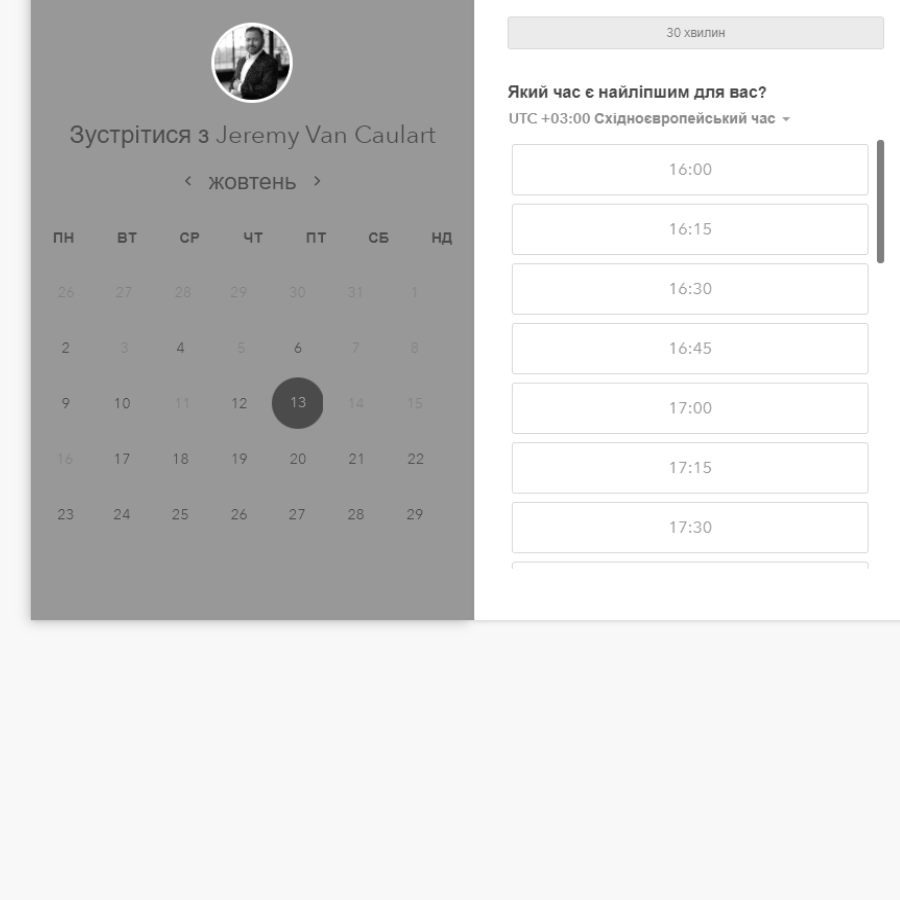 Зустрітися з Jeremy Van Caulart
жовтень
ПН ВТ СР ЧТ ПТ СБ НД
26 27 28 29 30 31 1
2 3 4 5 6 7 8
9 10 11 12 13 14 15
16 17 18 19 20 21 22
23 24 25 26 27 28 29
30 хвилин
Який час є найліпшим для вас?
UTC +03:00 Східноєвропейський час
16:00
16:15
16:30
16:45
17:00
17:15
17:30